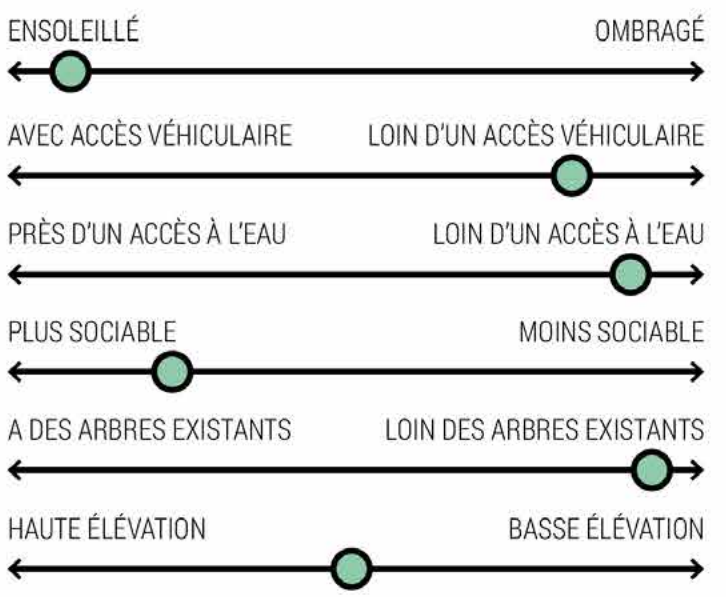 ENSOLEILLÉ OMBRAGÉ
AVEC ACCÈS VÉHICULAIRE LOIN D'UN ACCÈS VÉHICULAIRE
PRÈS D'UN ACCÈS À L'EAU LOIN D'UN ACCÈS À L'EAU
PLUS SOCIABLE MOINS SOCIABLE
A DES ARBRES EXISTANTS LOIN DES ARBRES EXISTANTS
HAUTE ÉLÉVATION BASSE ÉLÉVATION